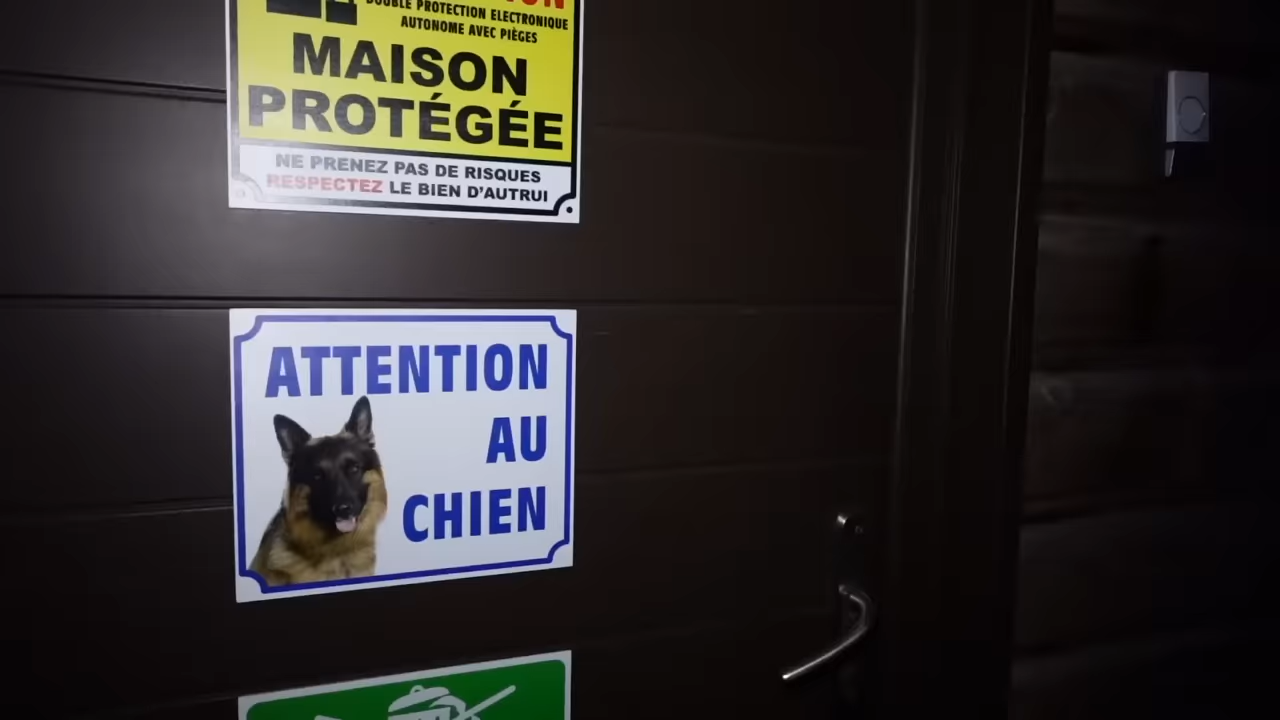 DOUBLE PROTECTION ELECTRONIQUE
AUTONOME AVEC PIÈGES
MAISON
PROTÉGÉE
NE PRENEZ PAS DE RISQUES
RESPECTEZ LE BIEN D'AUTRUI
ATTENTION
AU
CHIEN